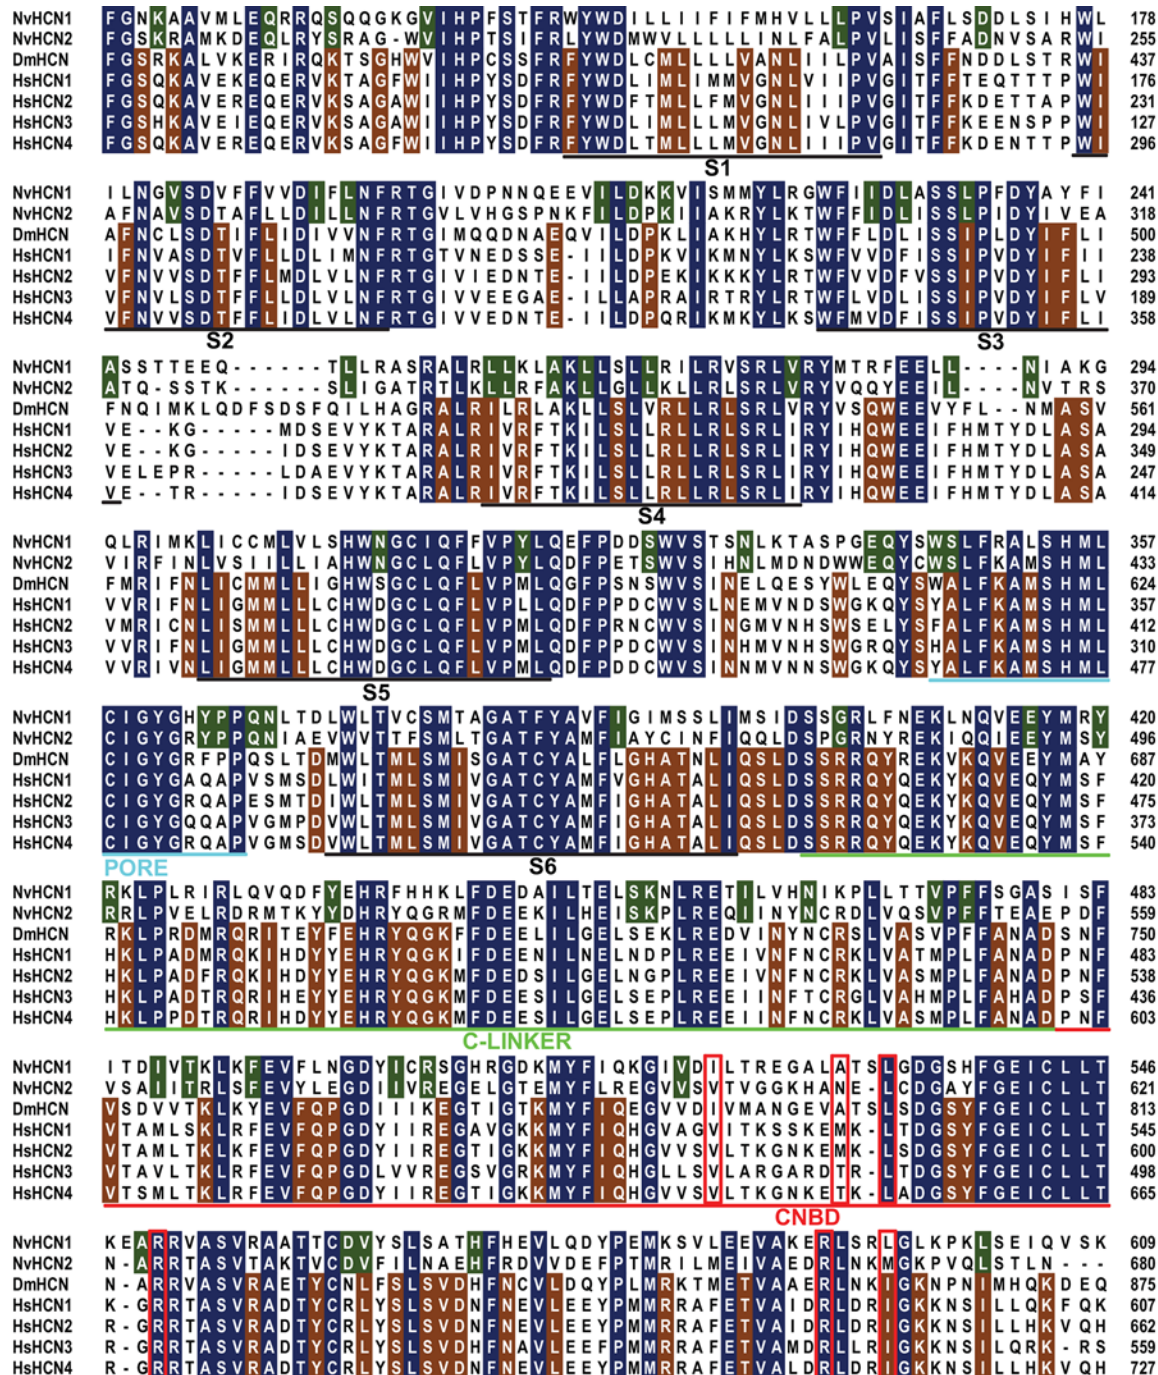 NvHCN1 FGNKAAVMLEQRRQSQQGKGVIHPFSTFRWYWDILLIIFIFMHVLLLPVSIAFLSDDLSIHWL 178
NvHCN2 FGSKRAMKDEQLRYSRAG-WVIHPTSIFRLYWDMWVLLLLLINLFALPVLISFFADNVSARWI 255
DmHCN FGSRKALVKERIRQKTSGHWVIHPCSSFRFYWDLCMLLLLVANLIILPVAISFFNDDLSTRWI 437
HsHCN1 FGSQKAVEKEQERVKTAGFWIIHPYSDFRFYWDLIMLIMMVGNLVIIPVGITFFTEQTTTPWI 176
HsHCN2 FGSQKAVEREQERVKSAGAWIIHPYSDFRFYWDFTMLLFMVGNLIIIPVGITFFKDETTAPWI 231
HsHCN3 FGSHKAVEIEQERVKSAGAWIIHPYSDFRFYWDLIMLLLMVGNLIVLPVGITFFKEENSPPWI 127
HsHCN4 FGSQKAVEREQERVKSAGFWIIHPYSDFRFYWDLTMLLLMVGNLIIIPVGITFFKDENTTPWI 296
S1
NvHCN1 ILNGVSDVFFVVDIFLNFRTGIVDPNNQEEVILDKKVISMMYLRGWFIIDLASSLPFDYAYFI 241
NvHCN2 AFNAVSDTAFLLDILLNFRTGVLVHGSPNKFILDPKIIAKRYLKTWFFIDLISSLPIDYIVEA 318
DmHCN AFNCLSDTIFLIDIVVNFRTGIMQQDNAEQVILDPKLIAKHYLRTWFFLDLISSIPLDYIFLI 500
HsHCN1 IFNVASDTVFLLDLIMNFRTGTVNEDSSE-IILDPKVIKMNYLKSWFVVDFISSIPVDYIFII 238
HsHCN2 VFNVVSDTFFLMDLVLNFRTGIVIEDNTE-IILDPEKIKKKYLRTWFVVDFVSSIPVDYIFLI 293
HsHCN3 VFNVLSDTFFLLDLVLNFRTGIVVEEGAE-ILLAPRAIRTRYLRTWFLVDLISSIPVDYIFLV 189
HsHCN4 VFNVVSDTFFLIDLVLNFRTGIVVEDNTE-IILDPQRIKMKYLKSWFMVDFISSIPVDYIFLI 358
S2 S3
NvHCN1 ASSTTEEQ------TLLRASRALRLLKLAKLLSLLRILRVSRLVRYMTRFEELL----NIAKG 294
NvHCN2 ATQ-SSTK------SLIGATRTLKLLRFAKLLGLLKLLRLSRLVRYVQQYEELL----NVTRS 370
DmHCN FNQIMKLQDFSDSFQILHAGRALRILRLAKLLSLVRLLRLSRLVRYVSQWEEVYFL--NMASV 561
HsHCN1 VE--KG-----MDSEVYKTARALRIVRFTKILSLLRLLRLSRLIRYIHQWEEIFHMTYDLASA 294
HsHCN2 VE--KG-----IDSEVYKTARALRIVRFTKILSLLRLLRLSRLIRYIHQWEEIFHMTYDLASA 349
HsHCN3 VELEPR-----LDAEVYKTARALRIVRFTKILSLLRLLRLSRLIRYIHQWEEIFHMTYDLASA 247
HsHCN4 VE--TR-----IDSEVYKTARALRIVRFTKILSLLRLLRLSRLIRYIHQWEEIFHMTYDLASA 414
S4
NvHCN1 QLRIMKLICCMLVLSHWNGCIQFFVPYLQEFPDDSWVSTSNLKTASPGEQYSWSLFRALSHML 357
NvHCN2 VIRFINLVSIILLIAHWNGCLQFLVPYLQDFPETSWVSIHNLMDNDWWEQYCWSLFKAMSHML 433
DmHCN FMRIFNLICMMLLIGHWSGCLQFLVPMLQGFPSNSWVSINELQESYWLEQYSWALFKAMSHML 624
HsHCN1 VVRIFNLIGMMLLLCHWDGCLQFLVPLLQDFPPDCWVSLNEMVNDSWGKQYSYALFKAMSHML 357
HsHCN2 VMRICNLISMMLLLCHWDGCLQFLVPMLQDFPRNCWVSINGMVNHSWSELYSFALFKAMSHML 412
HsHCN3 VVRIFNLIGMMLLLCHWDGCLQFLVPMLQDFPPDCWVSINHMVNHSWGRQYSHALFKAMSHML 310
HsHCN4 VVRIVNLIGMMLLLCHWDGCLQFLVPMLQDFPDDCWVSINNMVNNSWGKQYSYALFKAMSHML 477
S5
NvHCN1 CIGYGHYPPQNLTDLWLTVCSMTAGATFYAVFIGIMSSLIMSIDSSGRLFNEKLNQVEEYMRY 420
NvHCN2 CIGYGRYPPQNIAEVWVTTFSMLTGATFYAMFIAYCINFIQQLDSPGRNYREKIQQIEEYMSY 496
DmHCN CIGYGRFPPQSLTDMWLTMLSMISGATCYALFLGHATNLIQSLDSSRRQYREKVKQVEEYMAY 687
HsHCN1 CIGYGAQAPVSMSDLWITMLSMIVGATCYAMFVGHATALIQSLDSSRRQYQEKYKQVEQYMSF 420
HsHCN2 CIGYGRQAPESMTDIWLTMLSMIVGATCYAMFIGHATALIQSLDSSRRQYQEKYKQVEQYMSF 475
HsHCN3 CIGYGQQAPVGMPDVWLTMLSMIVGATCYAMFIGHATALIQSLDSSRRQYQEKYKQVEQYMSF 373
HsHCN4 CIGYGRQAPVGMSDVWLTMLSMIVGATCYAMFIGHATALIQSLDSSRRQYQEKYKQVEQYMSF 540
PORE S6
NvHCN1 RKLPLRIRLQVQDFYEHRFHHKLFDEDAILTELSKNLRETILVHNIKPLLTTVPFFSGASISF 483
NvHCN2 RRLPVELRDRMTKYYDHRYQGRMFDEEKILHEISKPLREQIINYNCRDLVQSVPFFTEAEPDF 559
DmHCN RKLPRDMRQRITEYFEHRYQGKFFDEELILGELSEKLREDVINYNCRSLVASVPFFANADSNF 750
HsHCN1 HKLPADMRQKIHDYYEHRYQGKIFDEENILNELNDPLREEIVNFNCRKLVATMPLFANADPNF 483
HsHCN2 HKLPADFRQKIHDYYEHRYQGKMFDEDSILGELNGPLREEIVNFNCRKLVASMPLFANADPNF 538
HsHCN3 HKLPADTRQRIHEYYEHRYQGKMFDEESILGELSEPLREEIINFTCRGLVAHMPLFAHADPSF 436
HsHCN4 HKLPPDTRQRIHDYYEHRYQGKMFDEESILGELSEPLREEIINFNCRKLVASMPLFANADPNF 603
C-LINKER
NvHCN1 ITDIVTKLKFEVFLNGDYICRSGHRGDKMYFIQKGIVDILTREGALATSLGDGSHFGEICLLT 546
NvHCN2 VSAIITRLSFEVYLEGDIIVREGELGTEMYFLREGVVSVTVGGKHANE-LCDGAYFGEICLLT 621
DmHCN VSDVVTKLKYEVFQPGDIIIKEGTIGTKMYFIQEGVVDIVMANGEVATSLSDGSYFGEICLLT 813
HsHCN1 VTAMLSKLRFEVFQPGDYIIREGAVGKKMYFIQHGVAGVITKSSKEMK-LTDGSYFGEICLLT 545
HsHCN2 VTAMLTKLKFEVFQPGDYIIREGTIGKKMYFIQHGVVSVLTKGNKEMK-LSDGSYFGEICLLT 600
HsHCN3 VTAVLTKLRFEVFQPGDLVVREGSVGRKMYFIQHGLLSVLARGARDTR-LTDGSYFGEICLLT 498
HsHCN4 VTSMLTKLRFEVFQPGDYIIREGTIGKKMYFIQHGVVSVLTKGNKETK-LADGSYFGEICLLT 665
CNBD
NvHCN1 KEARRVASVRAATTCDVYSLSATHFHEVLQDYPEMKSVLEEVAKERLSRLGLKPKLSEIQVSK 609
NvHCN2 N-ARRTASVTAKTVCDVFILNAEHFRDVVDEFPTMRILMEIVAVEDRLNKMGKPVQLSTLN--- 680
DmHCN N-ARRVASVRAETYCNLFSLSVDHFNCVLDQYPLMRKTMETVAAERLNKIGKNPNIMHQK-DEQ 875
HsHCN1 K-GRRTASVRADTYCRLYSLSVDNFNEVLEEYPMMRRAFETVAIDRLDRIGKKNSILLQKFQK 607
HsHCN2 R-GRRTASVRADTYCRLYSLSVDNFNEVLEEYPMMRRAFETVAIDRLDRIGKKNSILLHKVQH 662
HsHCN3 R-GRRTASVRADTYCRLYSLSVDHFNAVLEEFPMMRRAFETVAMDRLLRIGKKNSILQRK-RS 559
HsHCN4 R-GRRTASVRADTYCRLYSLSVDNFNEVLEEYPMMRRAFETVALDRLDRIGKKNSILLHKVQH 727